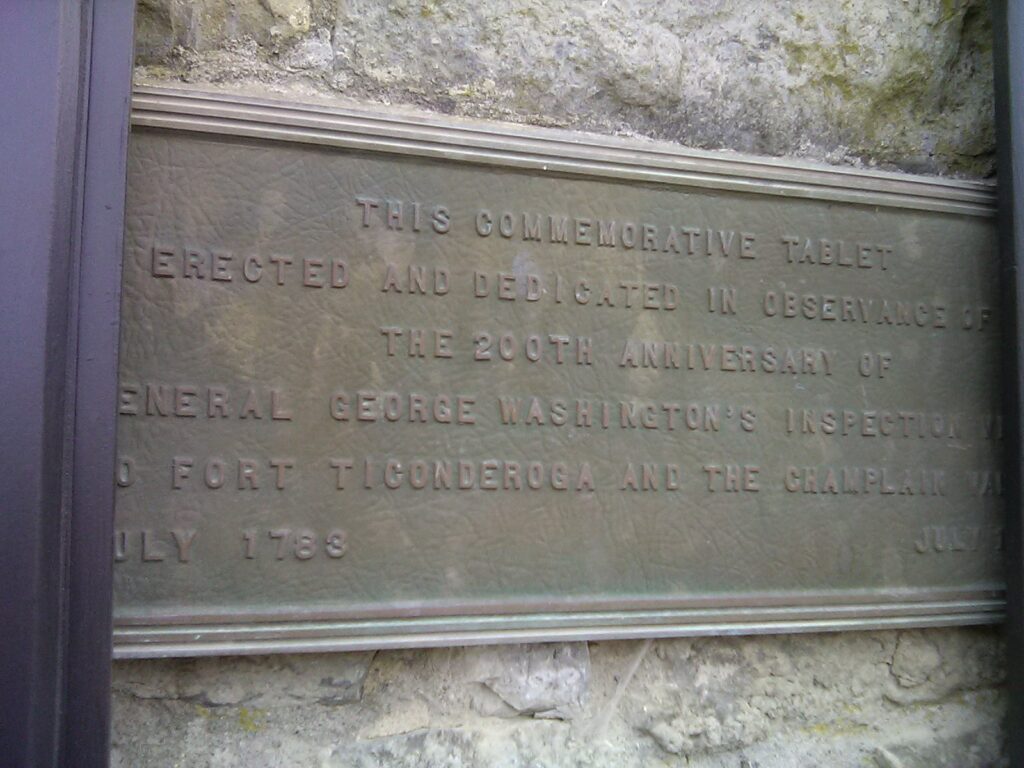 THIS COMMEMORATIVE TABLET
ERECTED AND DEDICATED IN OBSERVANCE OF
THE 200TH ANNIVERSARY OF
ENERAL GEORGE WASHINGTON'S INSPECTION
O FORT TICONDEROGA AND THE CHAMPLAIN
ULY 1783